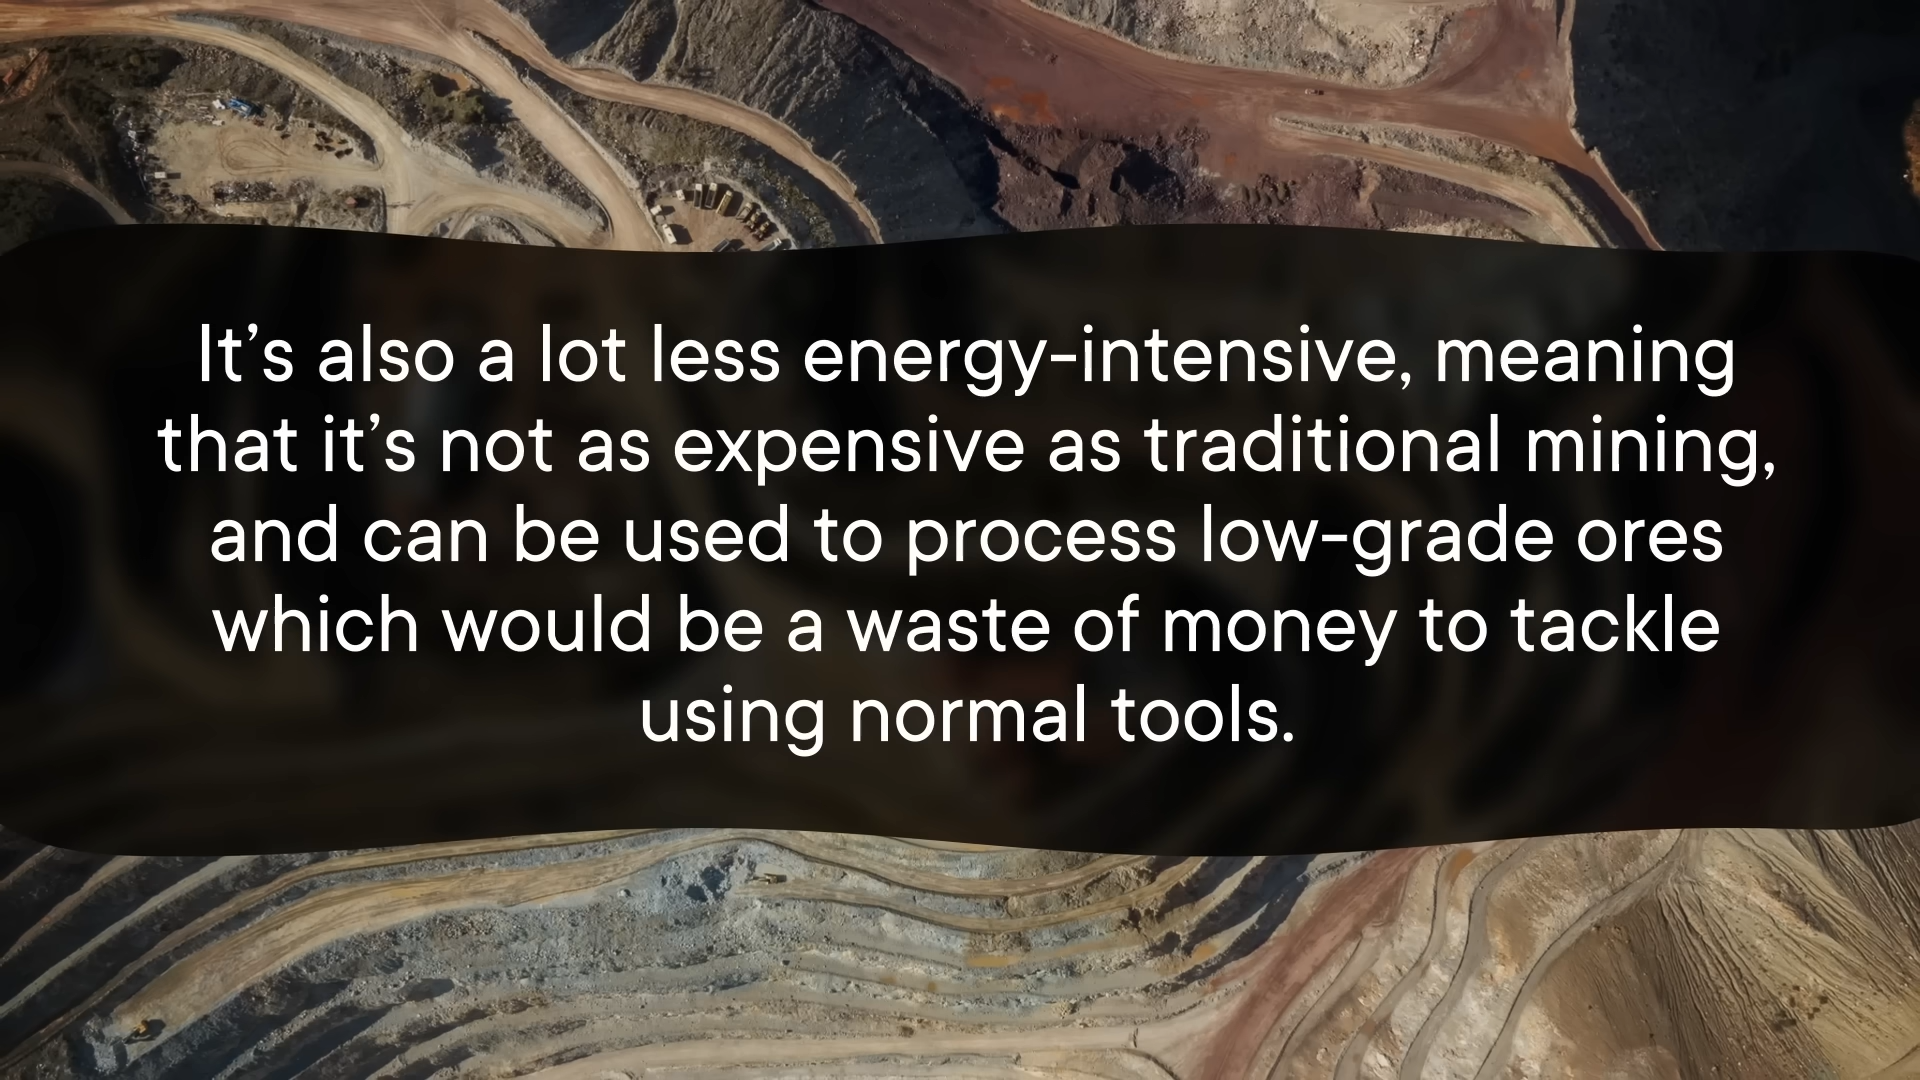 It’s also a lot less energy-intensive, meaning
that it’s not as expensive as traditional mining,
and can be used to process low-grade ores
which would be a waste of money to tackle
using normal tools.